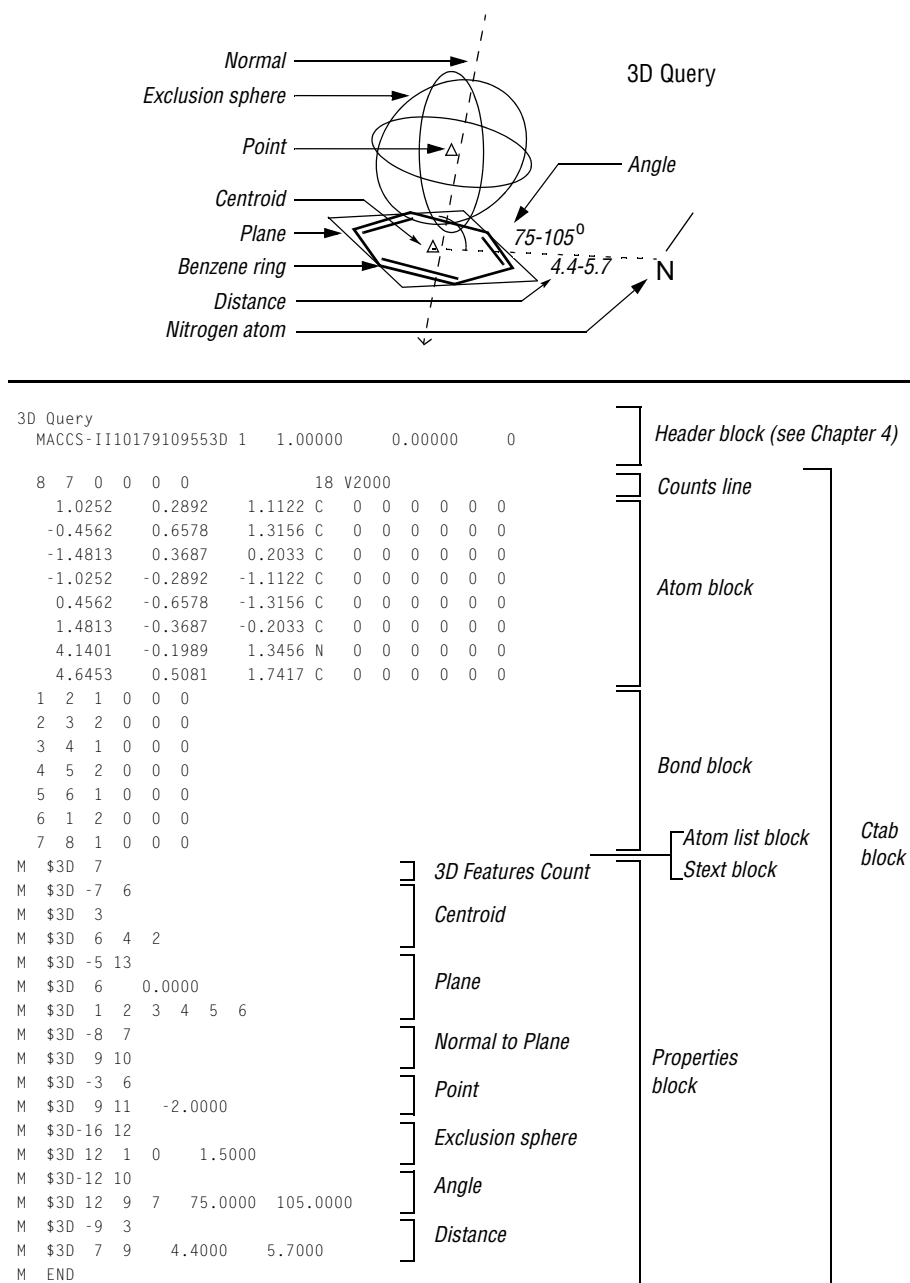 Normal
3D Query
Exclusion sphere
Point
Angle
Centroid
Plane
75-105⁰
Benzene ring
4.4-5.7
N
Distance
Nitrogen atom
3D Query
MACCS-II10179109553D 1 1.00000 0.00000 0
Header block (see Chapter 4)
8 7 0 0 0 0 18 V2000
Counts line
1.0252 0.2892 1.1122 C 0 0 0 0 0 0
-0.4562 0.6578 1.3156 C 0 0 0 0 0 0
-1.4813 0.3687 0.2033 C 0 0 0 0 0 0
-1.0252 -0.2892 -1.1122 C 0 0 0 0 0 0
0.4562 -0.6578 -1.3156 C 0 0 0 0 0 0
1.4813 -0.3687 -0.2033 C 0 0 0 0 0 0
4.1401 -0.1989 1.3456 N 0 0 0 0 0 0
4.6453 0.5081 1.7417 C 0 0 0 0 0 0
Atom block
1 2 1 0 0 0
2 3 2 0 0 0
3 4 1 0 0 0
4 5 2 0 0 0
5 6 1 0 0 0
6 1 2 0 0 0
7 8 1 0 0 0
Bond block
Atom list block
Stext block
Ctab
block
M $3D 7
3D Features Count
M $3D -7 6
M $3D 3
M $3D 6 4 2
Centroid
M $3D -5 13
M $3D 6 0.0000
M $3D 1 2 3 4 5 6
Plane
M $3D -8 7
M $3D 9 10
Normal to Plane
Properties
block
M $3D -3 6
M $3D 9 11 -2.0000
Point
M $3D-16 12
M $3D 12 1 0 1.5000
Exclusion sphere
M $3D-12 10
M $3D 12 9 7 75.0000 105.0000
Angle
M $3D -9 3
M $3D 7 9 4.4000 5.7000
Distance
M END